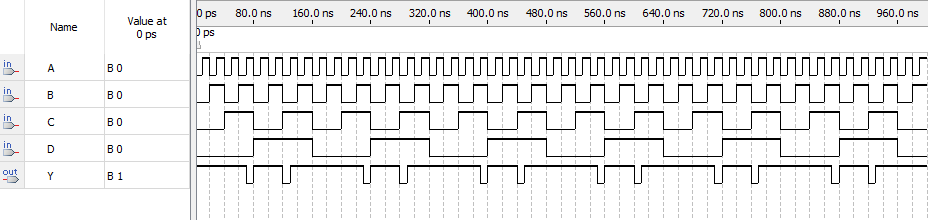 Name
Value at
0 ps
0 ps 80.0 ns 160.0 ns 240.0 ns 320.0 ns 400.0 ns 480.0 ns 560.0 ns 640.0 ns 720.0 ns 800.0 ns 880.0 ns 960.0 ns
0 ps
in A B 0
in B B 0
in C B 0
in D B 0
out Y B 1